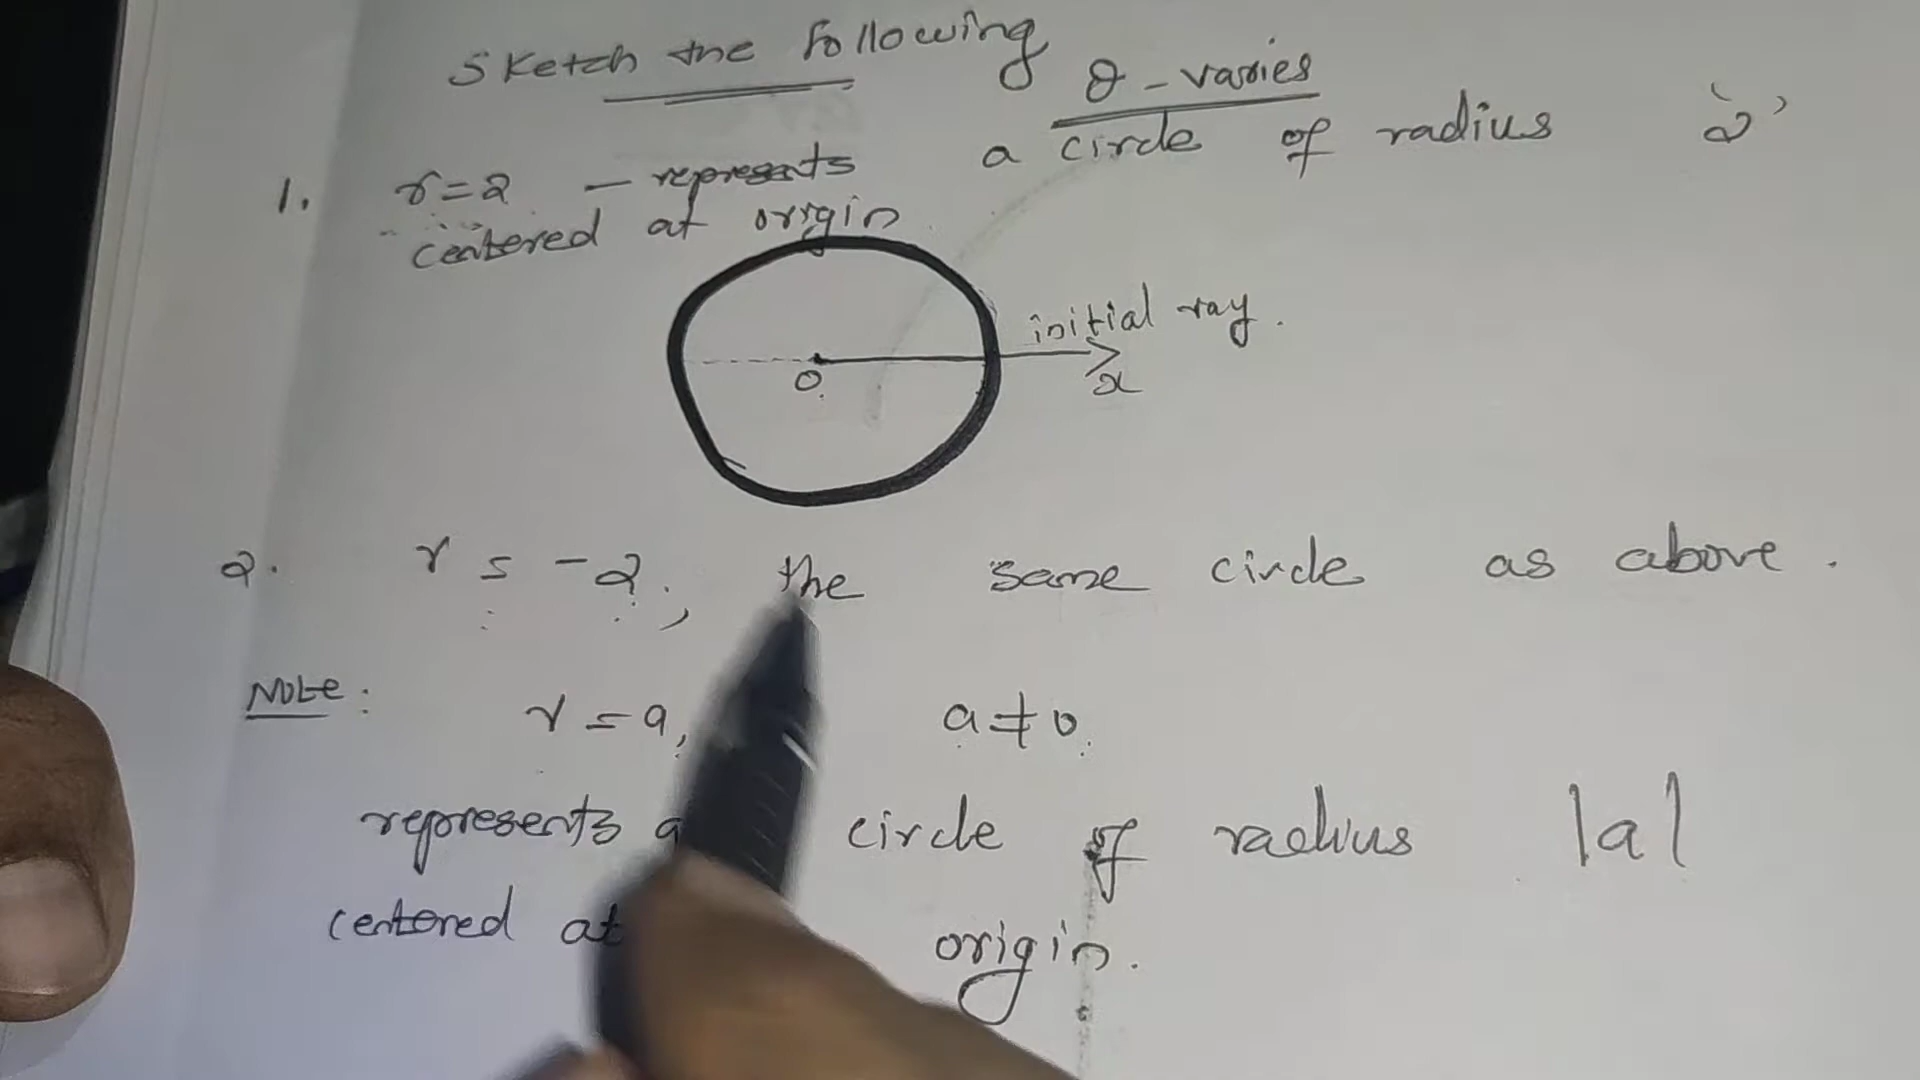 Sketch the following
θ - varies
1. r=2 - represents a circle of radius '2'
centered at origin.
initial ray.
O
x
2. r = -2, the same circle as above.
Note: r = a, a ≠ 0.
represents a circle of radius |a|
centered at origin.